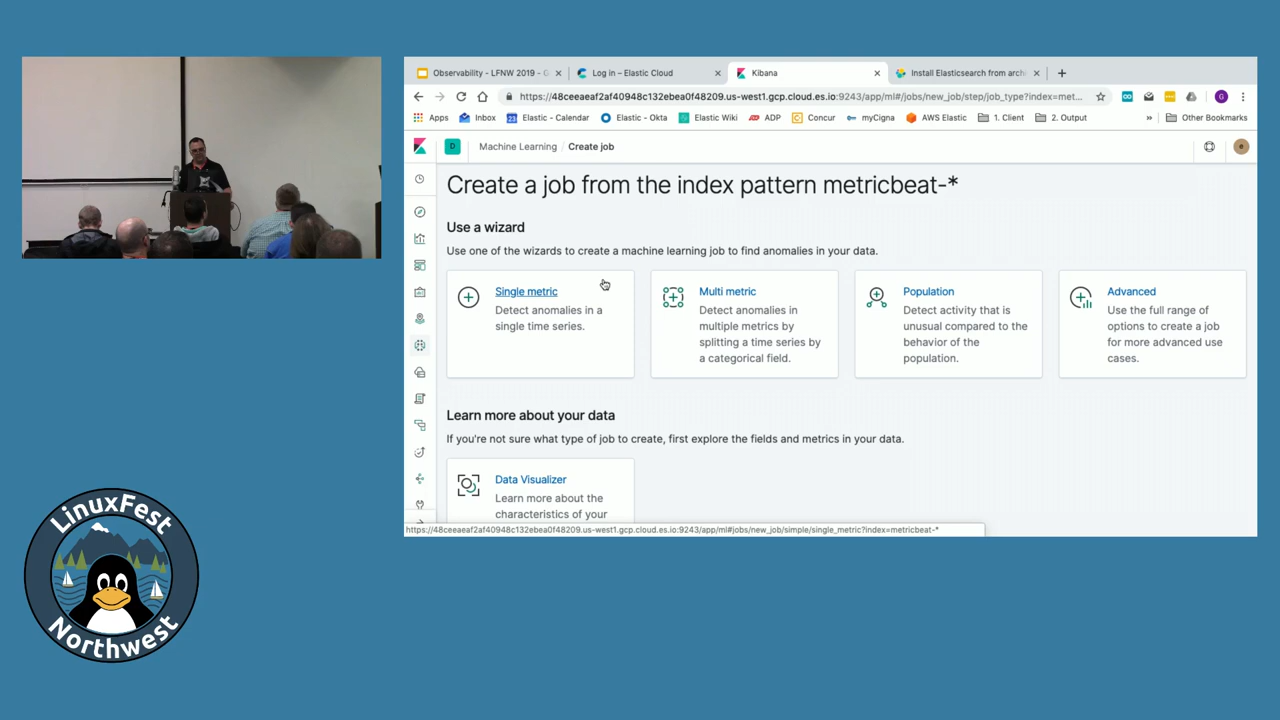 Observability - LFNW 2019 - G
Log in – Elastic Cloud
Kibana
Install Elasticsearch from arch
https://48ceeaeaf2af40948c132ebea0f48209.us-west1.gcp.cloud.es.io:9243/app/ml#/jobs/new_job/step/job_type?index=met...
G
Apps
Inbox
Elastic - Calendar
Elastic - Okta
Elastic Wiki
ADP
Concur
myCigna
AWS Elastic
1. Client
2. Output
»
Other Bookmarks
D
Machine Learning
Create job
e
Create a job from the index pattern metricbeat-*
Use a wizard
Use one of the wizards to create a machine learning job to find anomalies in your data.
Single metric
Detect anomalies in a
single time series.
Multi metric
Detect anomalies in
multiple metrics by
splitting a time series by
a categorical field.
Population
Detect activity that is
unusual compared to the
behavior of the
population.
Advanced
Use the full range of
options to create a job
for more advanced use
cases.
Learn more about your data
If you're not sure what type of job to create, first explore the fields and metrics in your data.
Data Visualizer
Learn more about the
characteristics of your
https://48ceeaeaf2af40948c132ebea0f48209.us-west1.gcp.cloud.es.io:9243/app/ml#/jobs/new_job/simple/single_metric?index=metricbeat-*
LinuxFest
Northwest